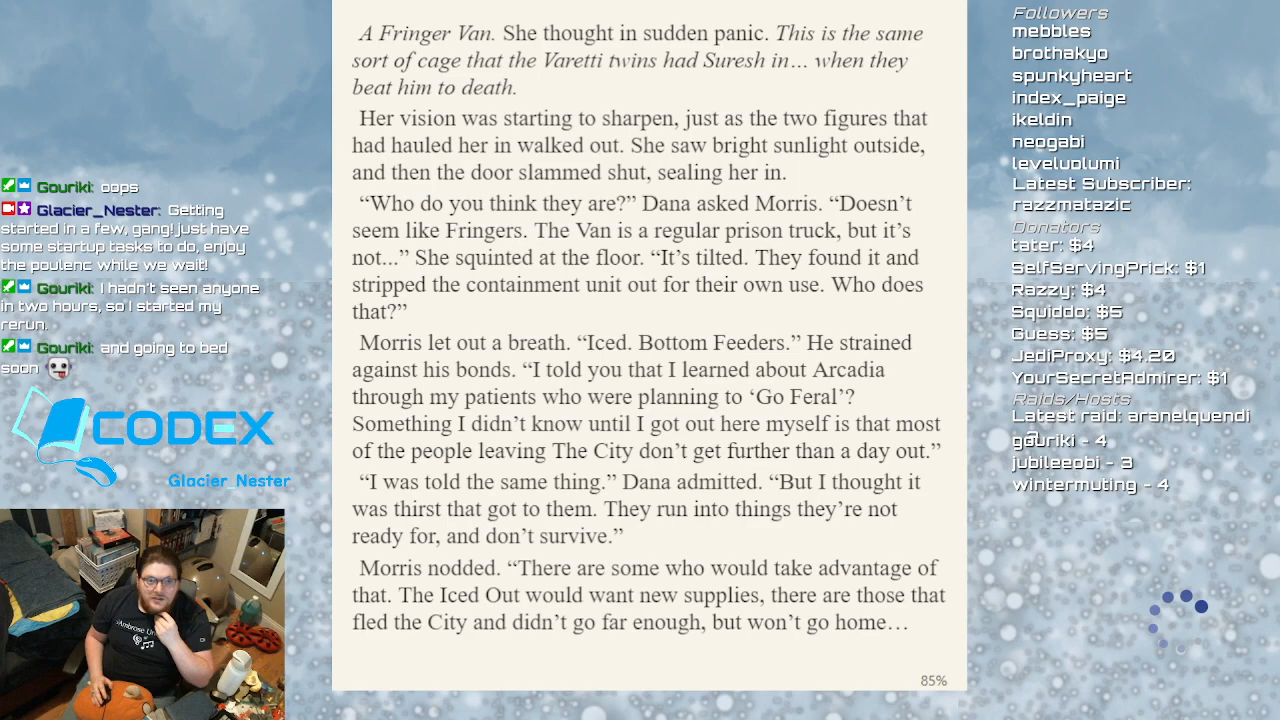 A Fringer Van. She thought in sudden panic. This is the same
sort of cage that the Varetti twins had Suresh in… when they
beat him to death.
Her vision was starting to sharpen, just as the two figures that
had hauled her in walked out. She saw bright sunlight outside,
and then the door slammed shut, sealing her in.
“Who do you think they are?” Dana asked Morris. “Doesn’t
seem like Fringers. The Van is a regular prison truck, but it’s
not...” She squinted at the floor. “It’s tilted. They found it and
stripped the containment unit out for their own use. Who does
that?”
Morris let out a breath. “Iced. Bottom Feeders.” He strained
against his bonds. “I told you that I learned about Arcadia
through my patients who were planning to ‘Go Feral’?
Something I didn’t know until I got out here myself is that most
of the people leaving The City don’t get further than a day out.”
“I was told the same thing.” Dana admitted. “But I thought it
was thirst that got to them. They run into things they’re not
ready for, and don’t survive.”
Morris nodded. “There are some who would take advantage of
that. The Iced Out would want new supplies, there are those that
fled the City and didn’t go far enough, but won’t go home…
85%
Gouriki: oops
Glacier_Nester: Getting
started in a few, gang! just have
some startup tasks to do, enjoy
the poulenc while we wait!
Gouriki: I hadn't seen anyone
in two hours, so I started my
rerun.
Gouriki: and going to bed
soon
CODEX
Glacier_Nester
Followers
mebbles
brothakyo
spunkyheart
index_paige
ikeldin
neogabi
leveluplumi
Latest Subscriber:
razzmatazic
Donators
tater: $4
SelfServingPrick: $1
Razzy: $4
Squiddo: $5
Guess: $5
JediProxy: $4.20
YourSecretAdmirer: $1
Raids/Hosts
Latest raid: aranelquendi
gouriki - 4
jubileeobi - 3
wintermuting - 4